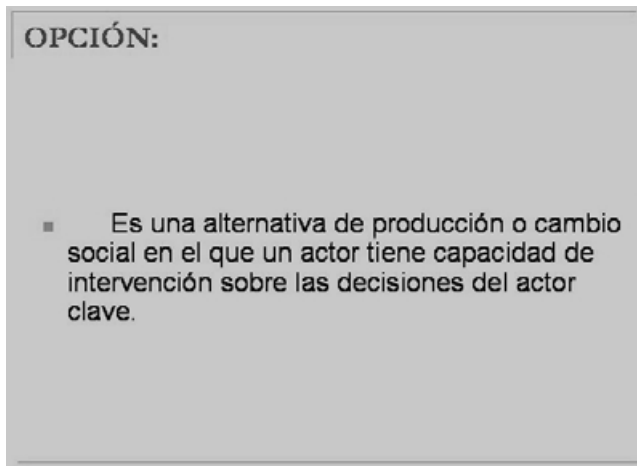 OPCIÓN:
Es una alternativa de producción o cambio
social en el que un actor tiene capacidad de
intervención sobre las decisiones del actor
clave.